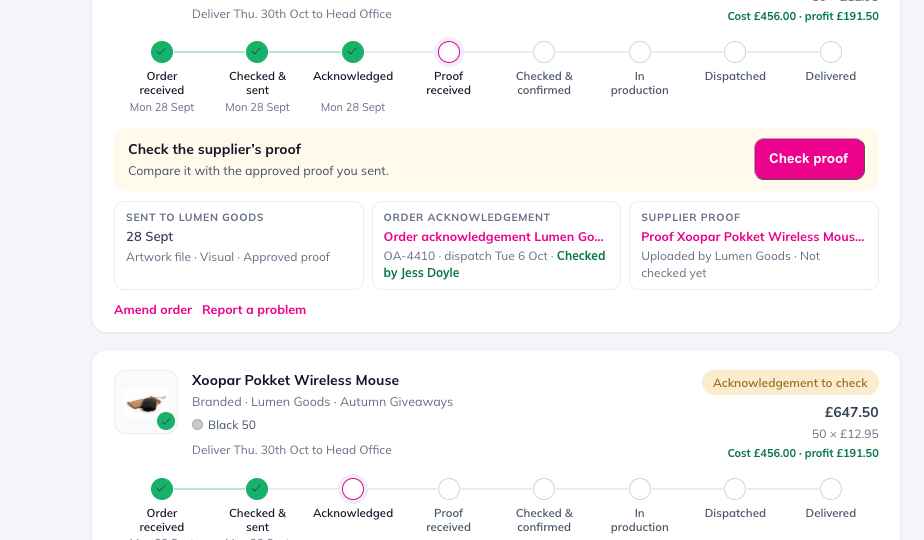 Deliver Thu. 30th Oct to Head Office
Cost £456.00 · profit £191.50
Order received
Checked & sent
Acknowledged
Proof received
Checked & confirmed
In production
Dispatched
Delivered
Mon 28 Sept
Mon 28 Sept
Mon 28 Sept
Check the supplier's proof
Compare it with the approved proof you sent.
Check proof
SENT TO LUMEN GOODS
28 Sept
Artwork file · Visual · Approved proof
ORDER ACKNOWLEDGEMENT
Order acknowledgement Lumen Go...
OA-4410 · dispatch Tue 6 Oct · Checked
by Jess Doyle
SUPPLIER PROOF
Proof Xoopar Pokket Wireless Mous...
Uploaded by Lumen Goods · Not
checked yet
Amend order Report a problem
Xoopar Pokket Wireless Mouse
Branded · Lumen Goods · Autumn Giveaways
Black 50
Deliver Thu. 30th Oct to Head Office
Acknowledgement to check
£647.50
50 × £12.95
Cost £456.00 · profit £191.50
Order received
Checked & sent
Acknowledged
Proof received
Checked & confirmed
In production
Dispatched
Delivered